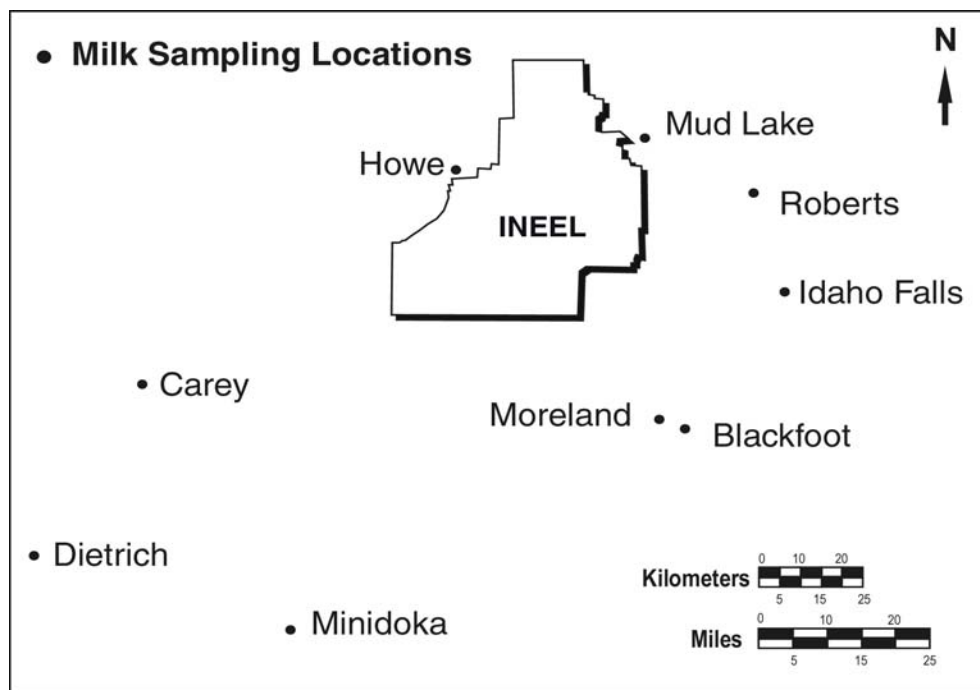 • Milk Sampling Locations
N
Mud Lake
Howe
Roberts
INEEL
Idaho Falls
Carey
Moreland
Blackfoot
Dietrich
0 10 20
Kilometers
5 15 25
Minidoka
0 10 20
Miles
5 15 25